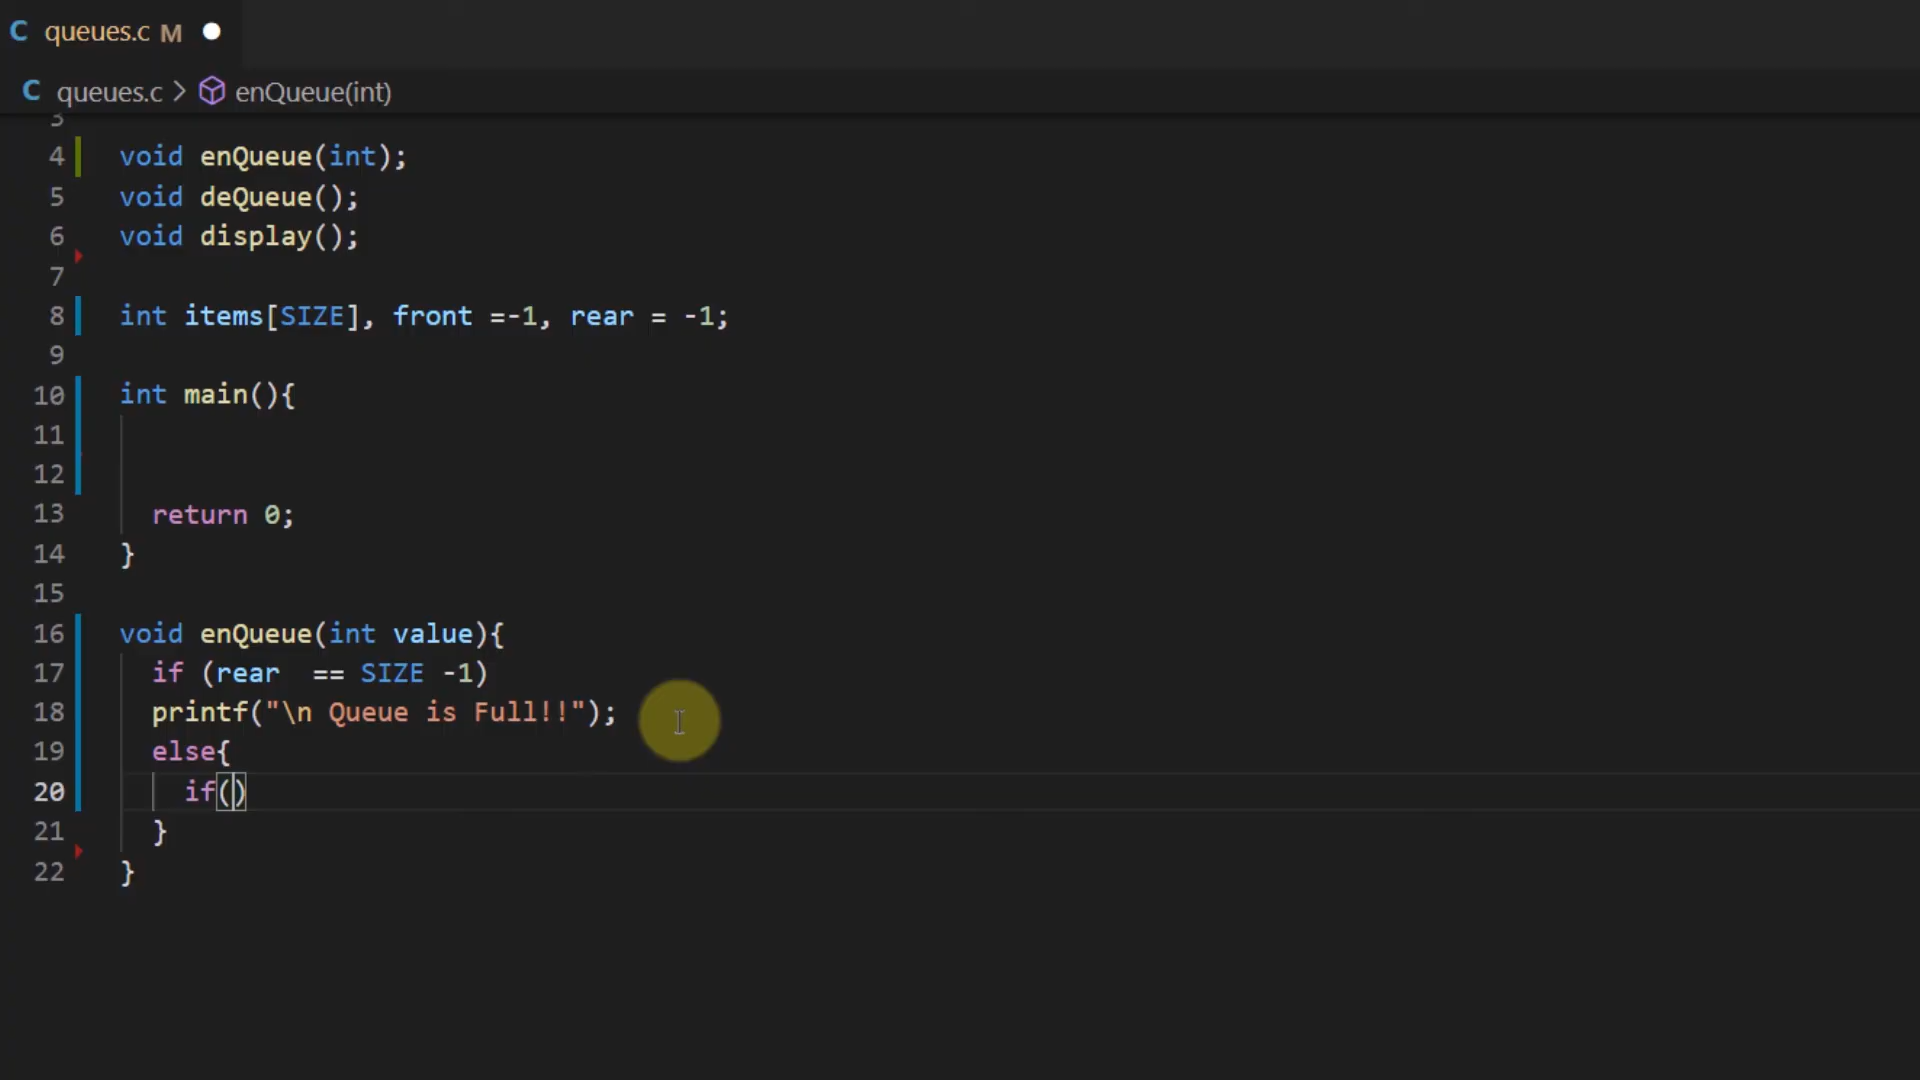 C queues.c M
C queues.c > enQueue(int)
3
4 void enQueue(int);
5 void deQueue();
6 void display();
7
8 int items[SIZE], front =-1, rear = -1;
9
10 int main(){
11
12
13 return 0;
14 }
15
16 void enQueue(int value){
17 if (rear  == SIZE -1)
18 printf("\n Queue is Full!!");
19 else{
20 if()
21 }
22 }